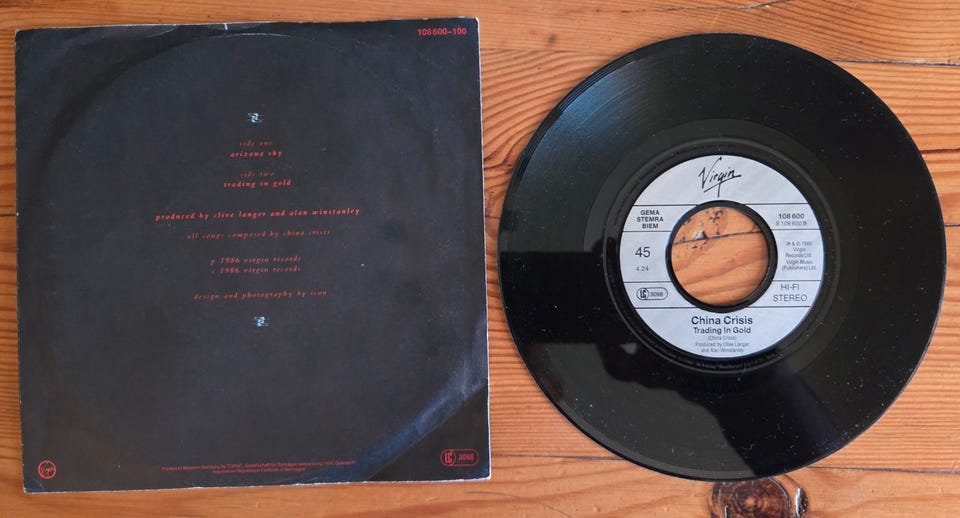 108 600-100
side one
arizona sky
side two
trading in gold
produced by clive langer and alan winstanley
all songs composed by china crisis
p 1986 virgin records
c 1986 virgin records
design and photography by icon
Virgin
LC 3098
Virgin
GEMA
STEMRA
BIEM
108 600
S 108 600 B
45
4.24
℗ & © 1986
Virgin
Records Ltd.
Virgin Music
(Publishers) Ltd.
LC 3098
HI-FI
STEREO
China Crisis
Trading In Gold
(China Crisis)
Produced by Clive Langer
and Alan Winstanley